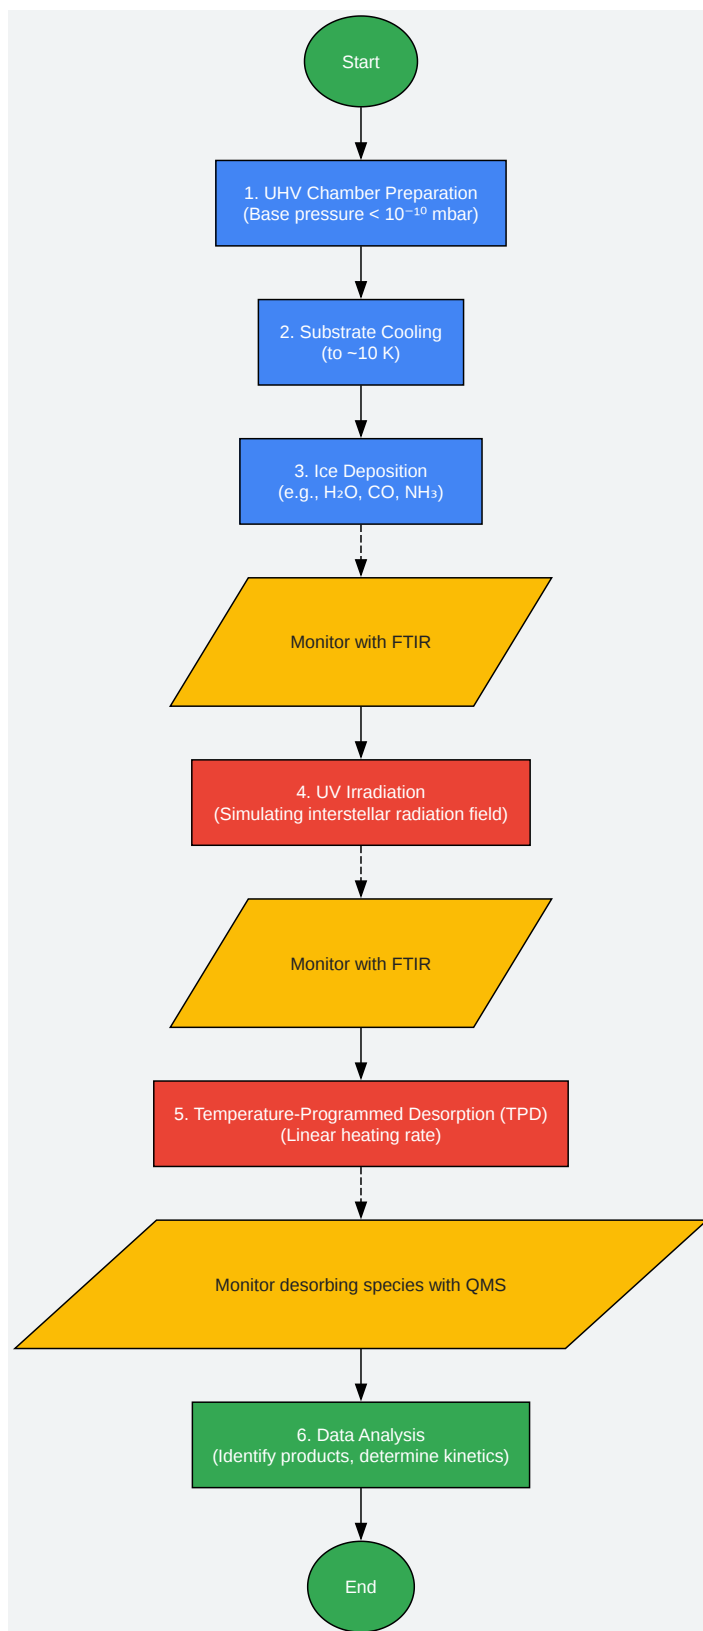 Start
1. UHV Chamber Preparation
(Base pressure < 10⁻¹⁰ mbar)
2. Substrate Cooling
(to ~10 K)
3. Ice Deposition
(e.g., H₂O, CO, NH₃)
Monitor with FTIR
4. UV Irradiation
(Simulating interstellar radiation field)
Monitor with FTIR
5. Temperature-Programmed Desorption (TPD)
(Linear heating rate)
Monitor desorbing species with QMS
6. Data Analysis
(Identify products, determine kinetics)
End